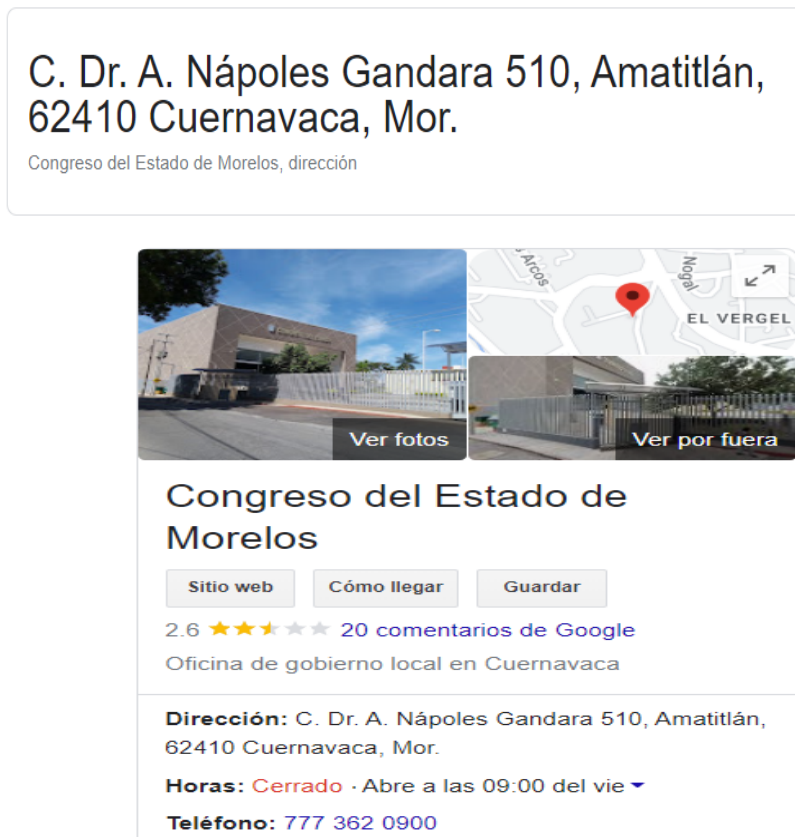 C. Dr. A. Nápoles Gandara 510, Amatitlán,
62410 Cuernavaca, Mor.
Congreso del Estado de Morelos, dirección
Arcos
Nogal
EL VERGEL
Ver fotos
Ver por fuera
Congreso del Estado de
Morelos
Sitio web
Cómo llegar
Guardar
2.6 20 comentarios de Google
Oficina de gobierno local en Cuernavaca
Dirección: C. Dr. A. Nápoles Gandara 510, Amatitlán,
62410 Cuernavaca, Mor.
Horas: Cerrado · Abre a las 09:00 del vie
Teléfono: 777 362 0900